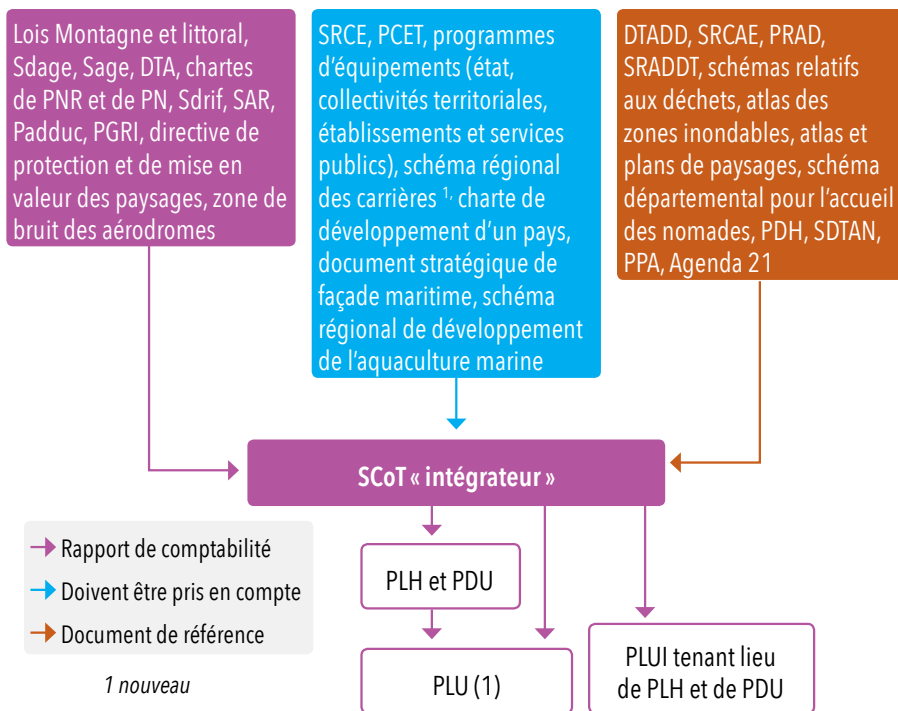 Lois Montagne et littoral,
Sdage, Sage, DTA, chartes
de PNR et de PN, Sdrif, SAR,
Padduc, PGRI, directive de
protection et de mise en
valeur des paysages, zone de
bruit des aérodromes
SRCE, PCET, programmes
d'équipements (état,
collectivités territoriales,
établissements et services
publics), schéma régional
des carrières ¹, charte de
développement d'un pays,
document stratégique de
façade maritime, schéma
régional de développement
de l'aquaculture marine
DTADD, SRCAE, PRAD,
SRADDT, schémas relatifs
aux déchets, atlas des
zones inondables, atlas et
plans de paysages, schéma
départemental pour l'accueil
des nomades, PDH, SDTAN,
PPA, Agenda 21
SCoT « intégrateur »
Rapport de comptabilité
Doivent être pris en compte
Document de référence
1 nouveau
PLH et PDU
PLU (1)
PLUI tenant lieu
de PLH et de PDU